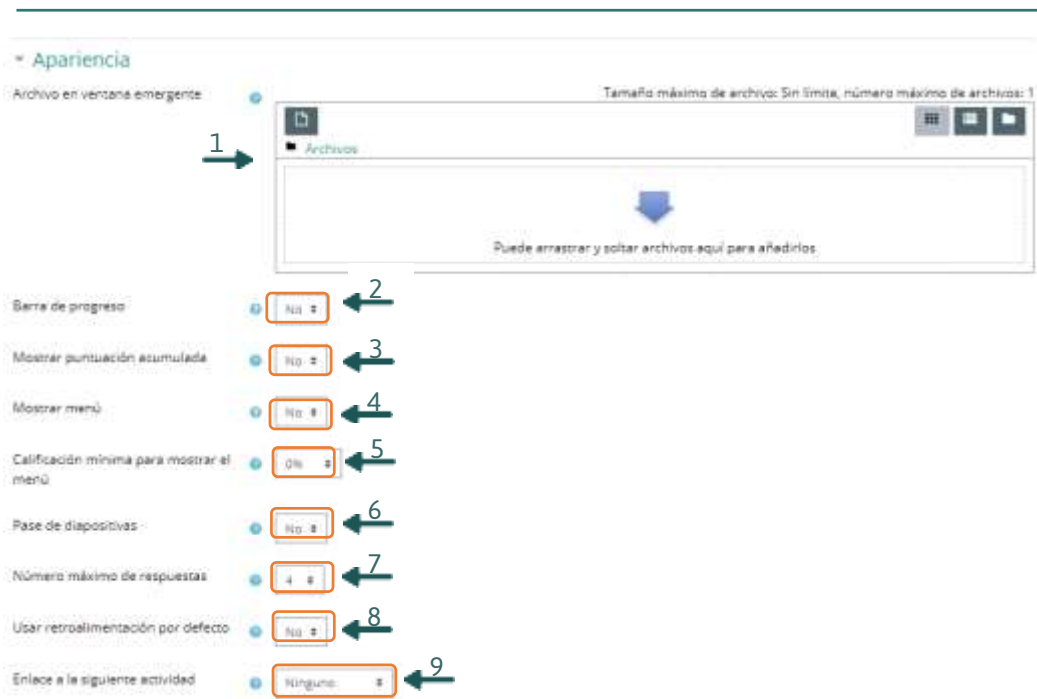 Apariencia
Archivo en ventana emergente
Tamaño máximo de archivo: Sin límite, número máximo de archivos: 1
1
Archivos
Puede arrastrar y soltar archivos aquí para añadirlos
Barra de progreso
No
2
Mostrar puntuación acumulada
No
3
Mostrar menú
No
4
Calificación mínima para mostrar el
menú
0%
5
Pase de diapositivas
No
6
Número máximo de respuestas
4
7
Usar retroalimentación por defecto
No
8
Enlace a la siguiente actividad
Ninguno
9